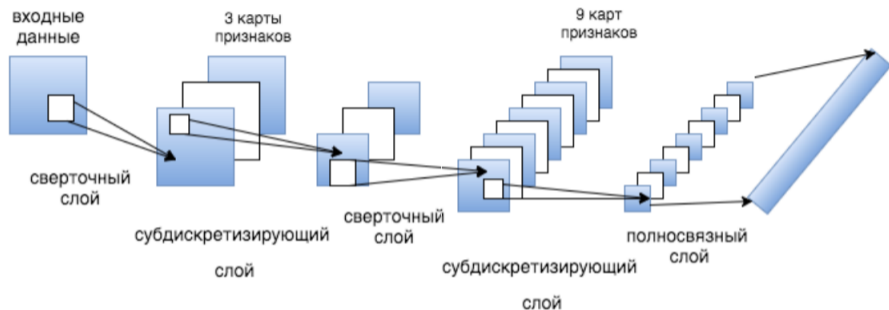 входные
данные
3 карты
признаков
9 карт
признаков
сверточный
слой
субдискретизирующий
слой
сверточный
слой
субдискретизирующий
слой
полносвязный
слой